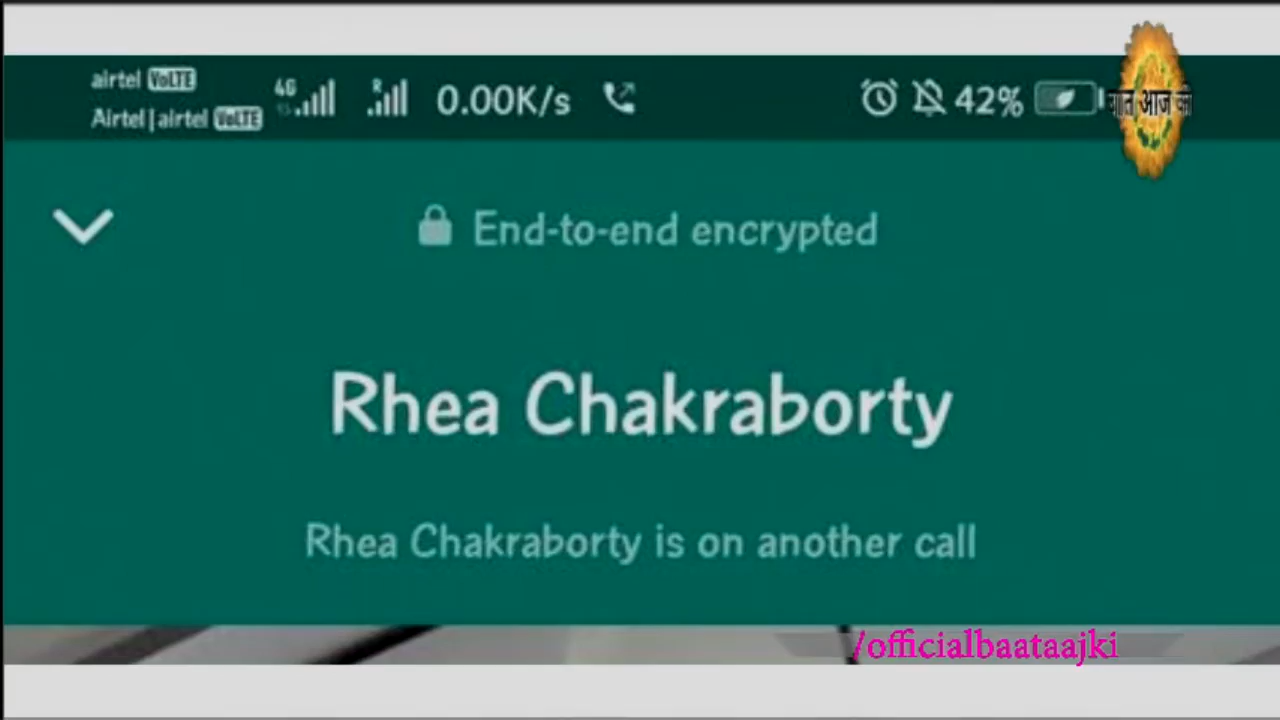 airtel VoLTE
Airtel|airtel VoLTE
4G
R
0.00K/s
42%
बात आज की
End-to-end encrypted
Rhea Chakraborty
Rhea Chakraborty is on another call
/officialbaataajki